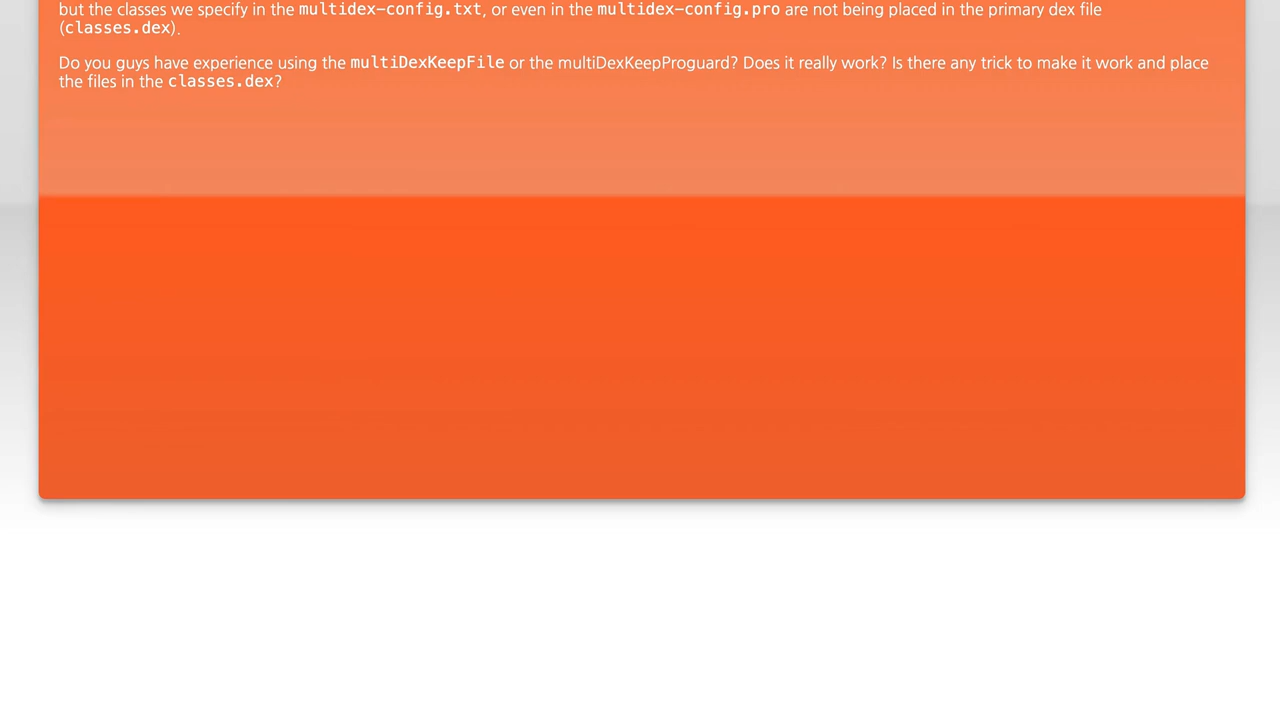 but the classes we specify in the multidex-config.txt, or even in the multidex-config.pro are not being placed in the primary dex file
(classes.dex).
Do you guys have experience using the multiDexKeepFile or the multiDexKeepProguard? Does it really work? Is there any trick to make it work and place
the files in the classes.dex?